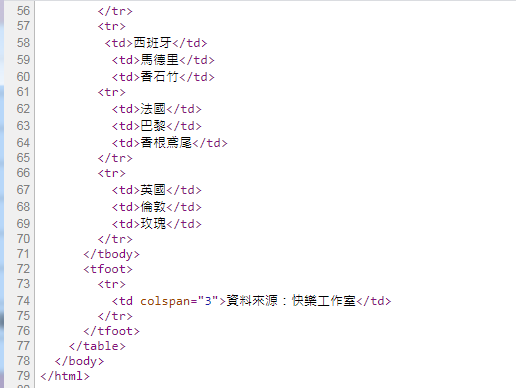 56 </tr>
57 <tr>
58 <td>西班牙</td>
59 <td>馬德里</td>
60 <td>香石竹</td>
61 <tr>
62 <td>法國</td>
63 <td>巴黎</td>
64 <td>香根鳶尾</td>
65 </tr>
66 <tr>
67 <td>英國</td>
68 <td>倫敦</td>
69 <td>玫瑰</td>
70 </tr>
71 </tbody>
72 <tfoot>
73 <tr>
74 <td colspan="3">資料來源：快樂工作室</td>
75 </tr>
76 </tfoot>
77 </table>
78 </body>
79 </html>